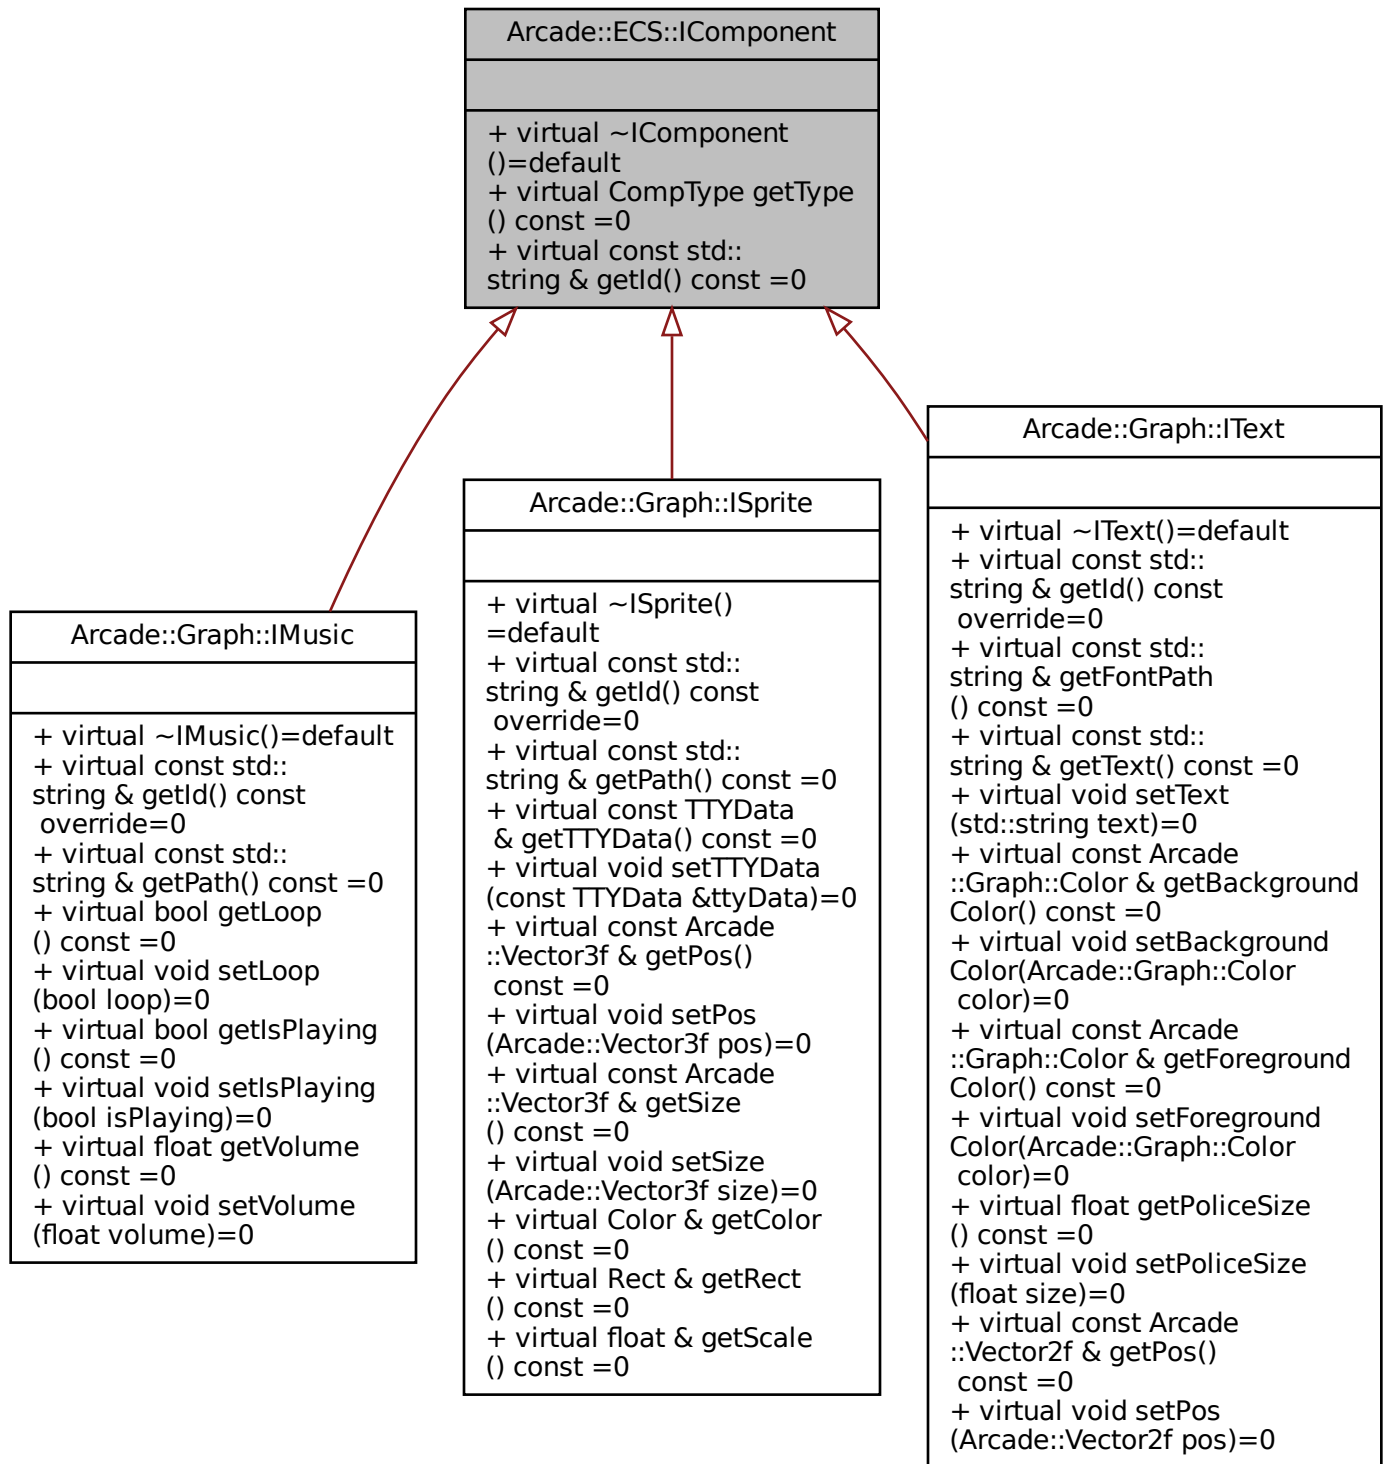 Arcade::ECS::IComponent
+ virtual ~IComponent
()=default
+ virtual CompType getType
() const =0
+ virtual const std::
string & getId() const =0
Arcade::Graph::IMusic
+ virtual ~IMusic()=default
+ virtual const std::
string & getId() const
override=0
+ virtual const std::
string & getPath() const =0
+ virtual bool getLoop
() const =0
+ virtual void setLoop
(bool loop)=0
+ virtual bool getIsPlaying
() const =0
+ virtual void setIsPlaying
(bool isPlaying)=0
+ virtual float getVolume
() const =0
+ virtual void setVolume
(float volume)=0
Arcade::Graph::ISprite
+ virtual ~ISprite()
=default
+ virtual const std::
string & getId() const
override=0
+ virtual const std::
string & getPath() const =0
+ virtual const TTYData
& getTTYData() const =0
+ virtual void setTTYData
(const TTYData &ttyData)=0
+ virtual const Arcade
::Vector3f & getPos()
const =0
+ virtual void setPos
(Arcade::Vector3f pos)=0
+ virtual const Arcade
::Vector3f & getSize
() const =0
+ virtual void setSize
(Arcade::Vector3f size)=0
+ virtual Color & getColor
() const =0
+ virtual Rect & getRect
() const =0
+ virtual float & getScale
() const =0
Arcade::Graph::IText
+ virtual ~IText()=default
+ virtual const std::
string & getId() const
override=0
+ virtual const std::
string & getFontPath
() const =0
+ virtual const std::
string & getText() const =0
+ virtual void setText
(std::string text)=0
+ virtual const Arcade
::Graph::Color & getBackground
Color() const =0
+ virtual void setBackground
Color(Arcade::Graph::Color
color)=0
+ virtual const Arcade
::Graph::Color & getForeground
Color() const =0
+ virtual void setForeground
Color(Arcade::Graph::Color
color)=0
+ virtual float getPoliceSize
() const =0
+ virtual void setPoliceSize
(float size)=0
+ virtual const Arcade
::Vector2f & getPos()
const =0
+ virtual void setPos
(Arcade::Vector2f pos)=0